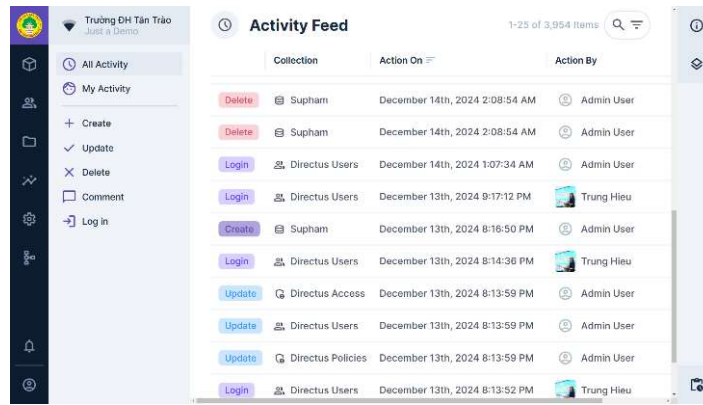 Trường ĐH Tân Trào
Just a Demo
All Activity
My Activity
Create
Update
Delete
Comment
Log in
Activity Feed
1-25 of 3,954 Items
Collection Action On Action By
Delete Supham December 14th, 2024 2:08:54 AM Admin User
Delete Supham December 14th, 2024 2:08:54 AM Admin User
Login Directus Users December 14th, 2024 1:07:34 AM Admin User
Login Directus Users December 13th, 2024 9:17:12 PM Trung Hieu
Create Supham December 13th, 2024 8:16:50 PM Admin User
Login Directus Users December 13th, 2024 8:14:36 PM Trung Hieu
Update Directus Access December 13th, 2024 8:13:59 PM Admin User
Update Directus Users December 13th, 2024 8:13:59 PM Admin User
Update Directus Policies December 13th, 2024 8:13:59 PM Admin User
Login Directus Users December 13th, 2024 8:13:52 PM Trung Hieu